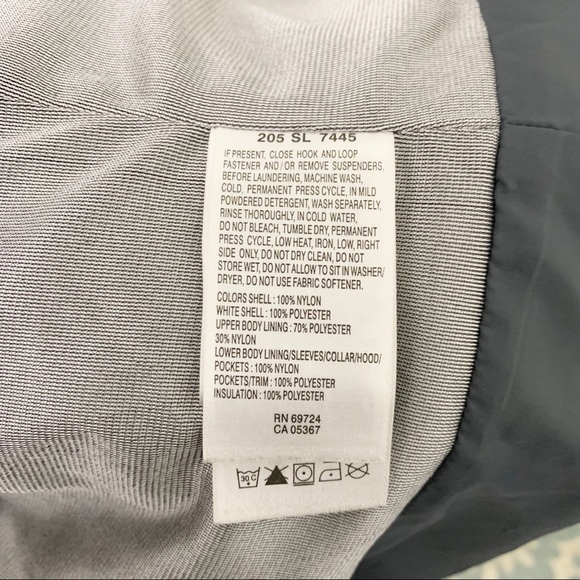 205 SL 7445
IF PRESENT, CLOSE HOOK AND LOOP
FASTENER AND / OR REMOVE SUSPENDERS.
BEFORE LAUNDERING, MACHINE WASH,
COLD, PERMANENT PRESS CYCLE, IN MILD
POWDERED DETERGENT, WASH SEPARATELY,
RINSE THOROUGHLY, IN COLD WATER,
DO NOT BLEACH, TUMBLE DRY, PERMANENT
PRESS CYCLE, LOW HEAT, IRON, LOW, RIGHT
SIDE ONLY, DO NOT DRY CLEAN, DO NOT
STORE WET, DO NOT ALLOW TO SIT IN WASHER/
DRYER, DO NOT USE FABRIC SOFTENER.
COLORS SHELL : 100% NYLON
WHITE SHELL : 100% POLYESTER
UPPER BODY LINING : 70% POLYESTER
30% NYLON
LOWER BODY LINING/SLEEVES/COLLAR/HOOD/
POCKETS : 100% NYLON
POCKETS/TRIM : 100% POLYESTER
INSULATION : 100% POLYESTER
RN 69724
CA 05367
30 C